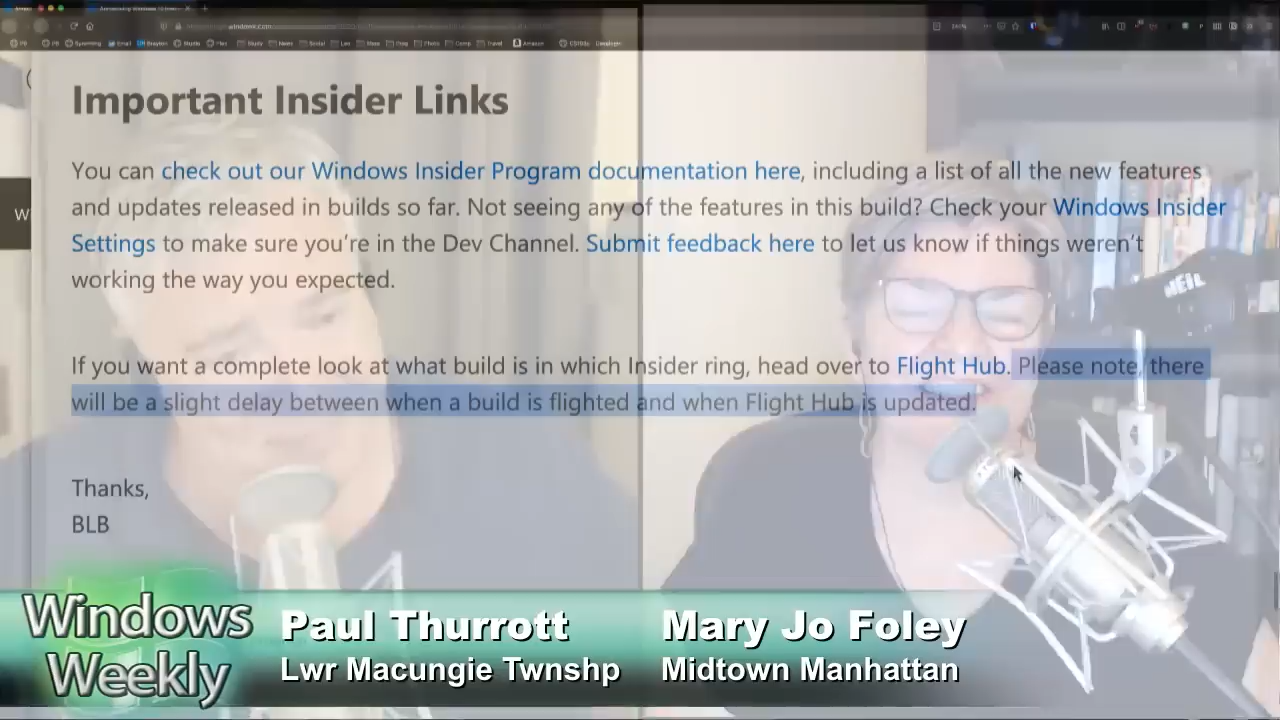 Important Insider Links
You can check out our Windows Insider Program documentation here, including a list of all the new features
and updates released in builds so far. Not seeing any of the features in this build? Check your Windows Insider
Settings to make sure you’re in the Dev Channel. Submit feedback here to let us know if things weren’t
working the way you expected.
If you want a complete look at what build is in which Insider ring, head over to Flight Hub. Please note, there
will be a slight delay between when a build is flighted and when Flight Hub is updated.
Thanks,
BLB
W
HEIL
Windows
Weekly
Paul Thurrott
Lwr Macungie Twnshp
Mary Jo Foley
Midtown Manhattan